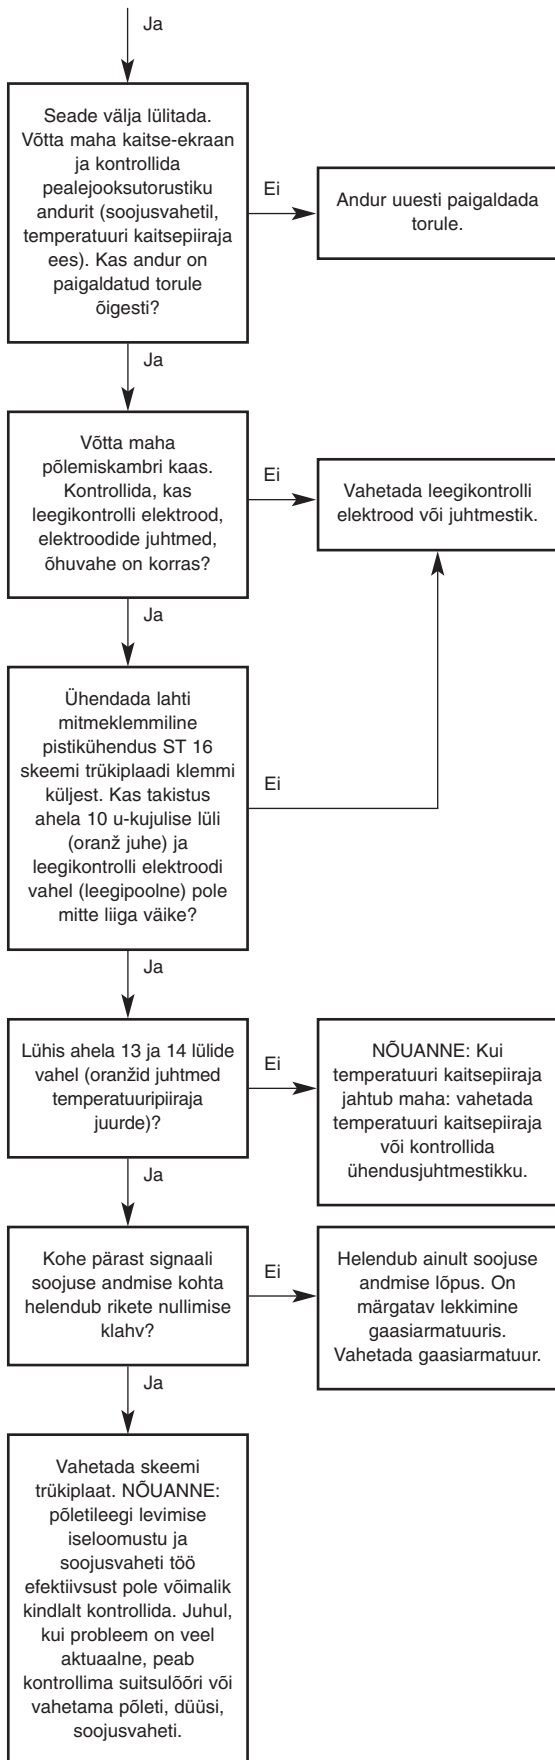 Ja
Seade välja lülitada.
Võtta maha kaitse-ekraan
ja kontrollida
pealejooksutorustiku
andurit (soojusvahetil,
temperatuuri kaitsepiiraja
ees). Kas andur on
paigaldatud torule
õigesti?
Ei
Andur uuesti paigaldada
torule.
Ja
Võtta maha
põlemiskambri kaas.
Kontrollida, kas
leegikontrolli elektrood,
elektroodide juhtmed,
õhuvahe on korras?
Ei
Vahetada leegikontrolli
elektrood või juhtmestik.
Ja
Ühendada lahti
mitmeklemmiline
pistikühendus ST 16
skeemi trükiplaadi klemmi
küljest. Kas takistus
ahela 10 u-kujulise lüli
(oranž juhe) ja
leegikontrolli elektroodi
vahel (leegipoolne) pole
mitte liiga väike?
Ei
Ja
Lühis ahela 13 ja 14 lülide
vahel (oranžid juhtmed
temperatuuripiiraja
juurde)?
Ei
NÕUANNE: Kui
temperatuuri kaitsepiiraja
jahtub maha: vahetada
temperatuuri kaitsepiiraja
või kontrollida
ühendusjuhtmestikku.
Ja
Kohe pärast signaali
soojuse andmise kohta
helendub rikete nullimise
klahv?
Ei
Helendub ainult soojuse
andmise lõpus. On
märgatav lekkimine
gaasiarmatuuris.
Vahetada gaasiarmatuur.
Ja
Vahetada skeemi
trükiplaat. NÕUANNE:
põletileegi levimise
iseloomustu ja
soojusvaheti töö
efektiivsust pole võimalik
kindlalt kontrollida. Juhul,
kui probleem on veel
aktuaalne, peab
kontrollima suitsulõõri või
vahetama põleti, düüsi,
soojusvaheti.